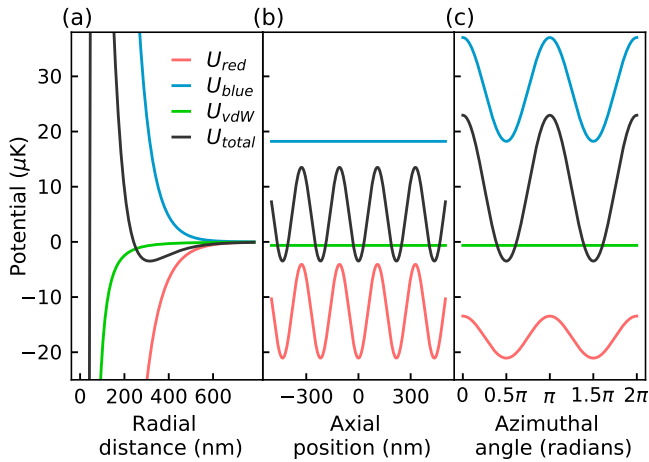 (a) (b) (c)
U_red
U_blue
U_vdW
U_total
Potential (μK)
30
20
10
0
−10
−20
0 200 400 600
−300 0 300
0 0.5π π 1.5π 2π
Radial
distance (nm)
Axial
position (nm)
Azimuthal
angle (radians)